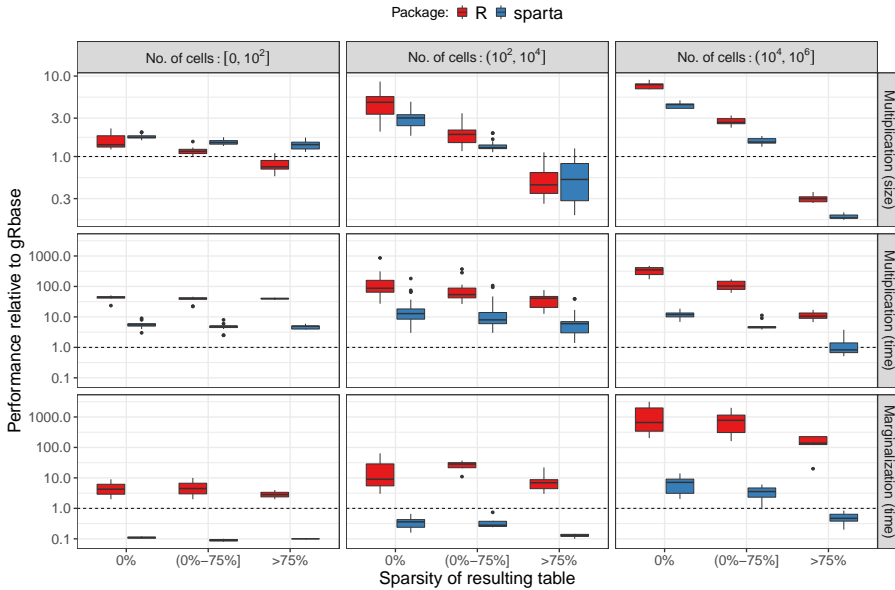 Package: R sparta
No. of cells : [0, 10²] No. of cells : (10², 10⁴] No. of cells : (10⁴, 10⁶]
Performance relative to gRbase
10.0
3.0
1.0
0.3
Multiplication (size)
1000.0
100.0
10.0
1.0
0.1
Multiplication (time)
1000.0
100.0
10.0
1.0
0.1
Marginalization (time)
0% (0%−75%] >75% 0% (0%−75%] >75% 0% (0%−75%] >75%
Sparsity of resulting table